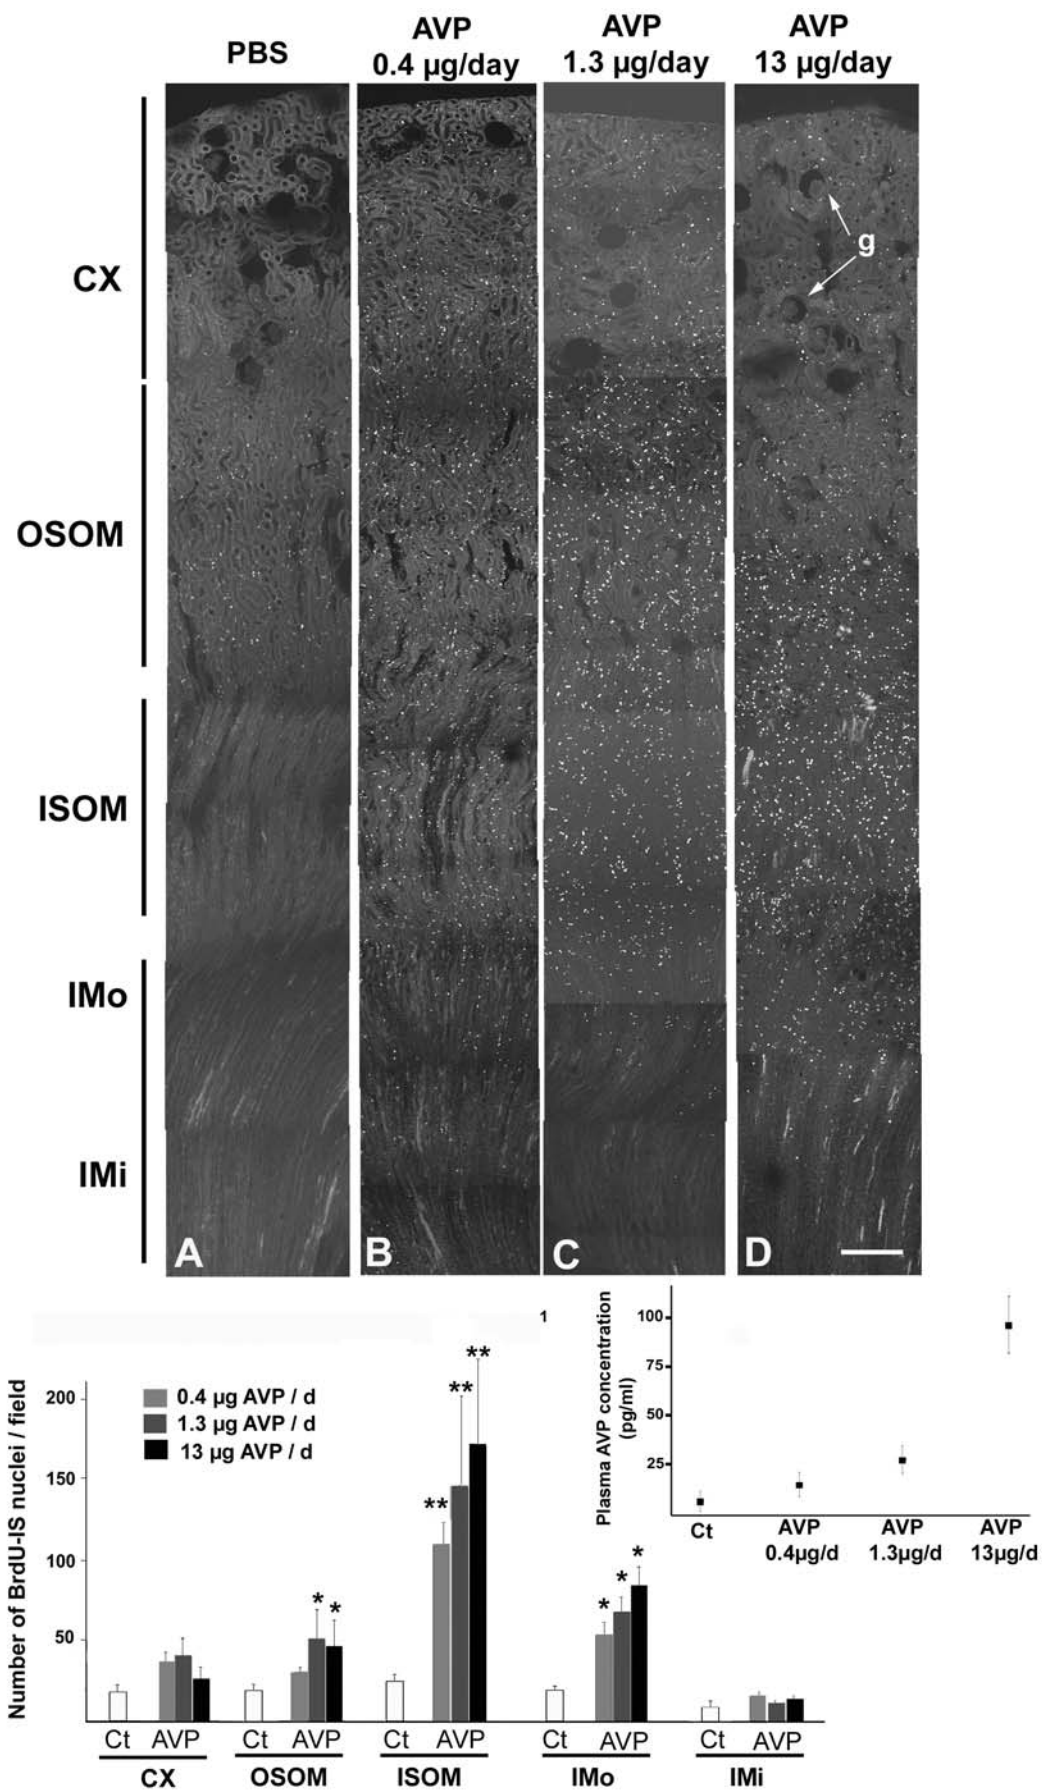 PBS
AVP
0.4 µg/day
AVP
1.3 µg/day
AVP
13 µg/day
CX
g
OSOM
ISOM
IMo
IMi
A
B
C
D
1
Number of BrdU-IS nuclei / field
200
150
100
50
0.4 µg AVP / d
1.3 µg AVP / d
13 µg AVP / d
**
**
**
*
*
*
*
*
Ct
AVP
Ct
AVP
Ct
AVP
Ct
AVP
Ct
AVP
CX
OSOM
ISOM
IMo
IMi
Plasma AVP concentration
(pg/ml)
100
75
50
25
Ct
AVP
0.4µg/d
AVP
1.3µg/d
AVP
13µg/d